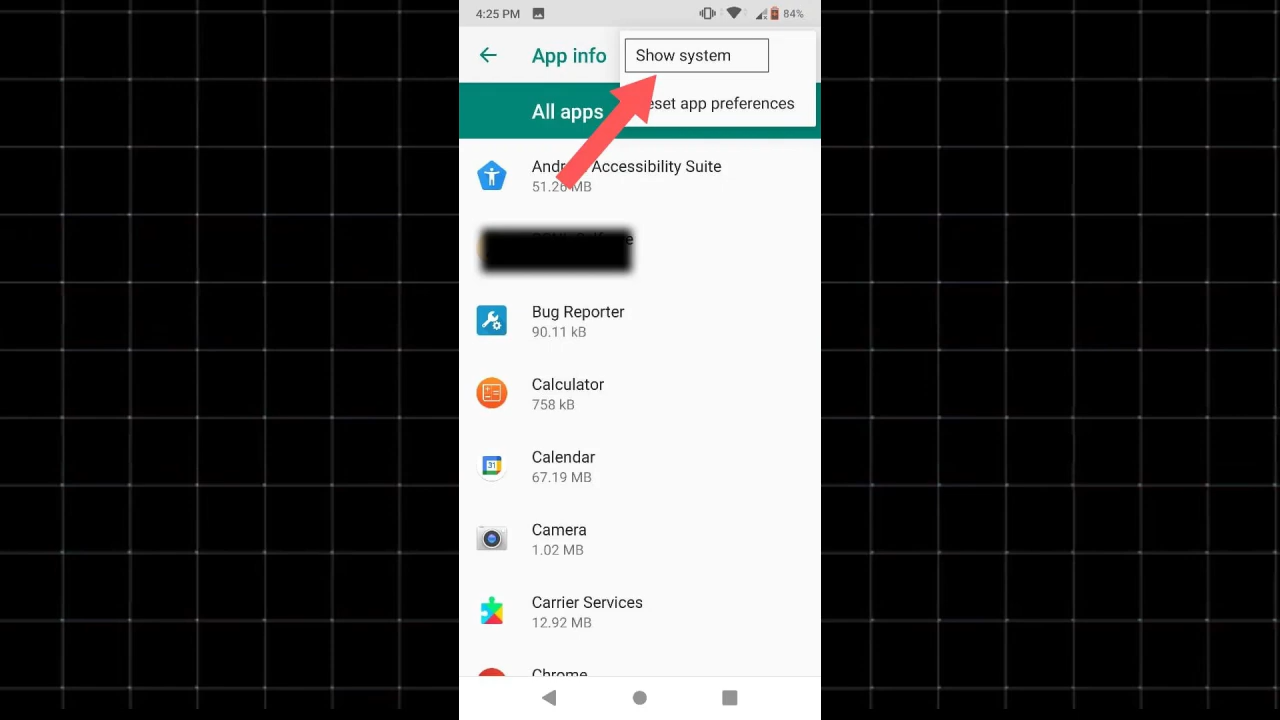 4:25 PM
84%
App info
Show system
eset app preferences
All apps
Accessibility Suite
51.26 MB
Bug Reporter
90.11 kB
Calculator
758 kB
31
Calendar
67.19 MB
Camera
1.02 MB
Carrier Services
12.92 MB
Chrome